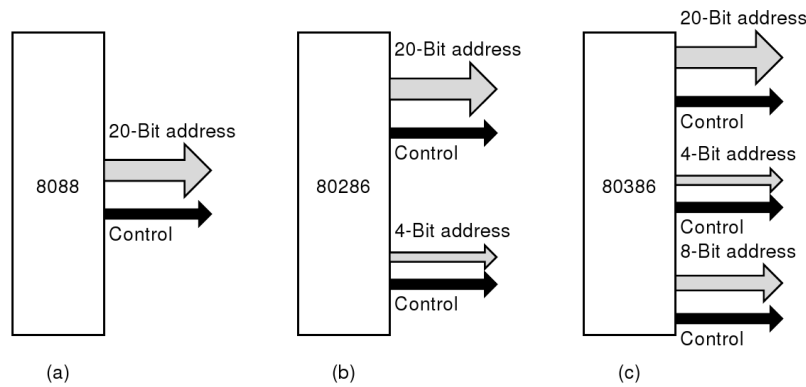 8088
20-Bit address
Control
(a)
80286
20-Bit address
Control
4-Bit address
Control
(b)
80386
20-Bit address
Control
4-Bit address
Control
8-Bit address
Control
(c)